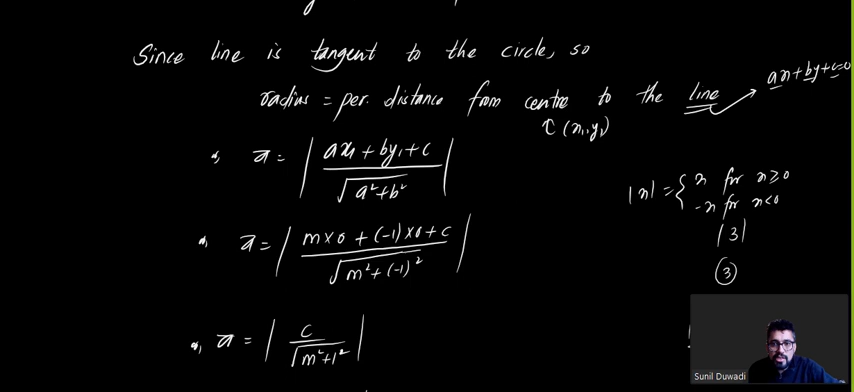 Since line is tangent to the circle, so
radius = per. distance from centre to the line → ax+by+c=0
(x₁, y₁)
a = | ax₁ + by₁ + c / √a²+b² |
|x| = { x for x≥0
-x for x<0
a = | m×0 + (-1)×0 + c / √m²+(-1)² |
|3|
3
a = | c / √m²+1² |
Sunil Duwadi